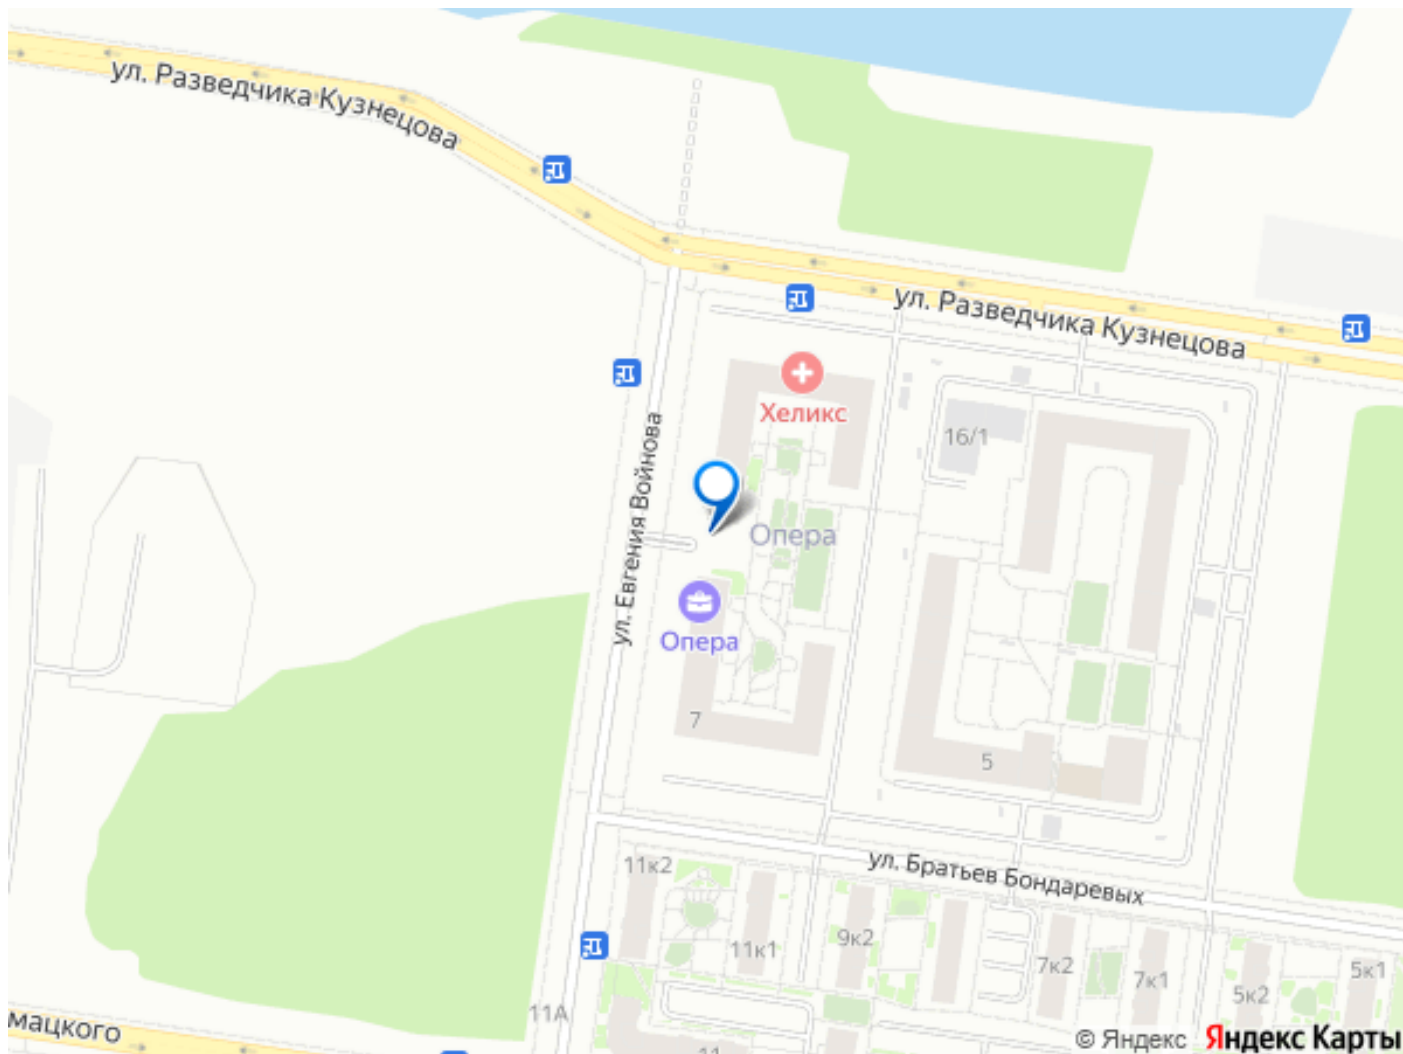 ул. Разведчика Кузнецова
ул. Разведчика Кузнецова
Хеликс
16/1
ул. Евгения Войнова
Опера
Опера
7
5
ул. Братьев Бондаревых
11к2
11к1
9к2
7к2
7к1
5к2
5к1
11А
мацкого
11
© Яндекс Яндекс Карты